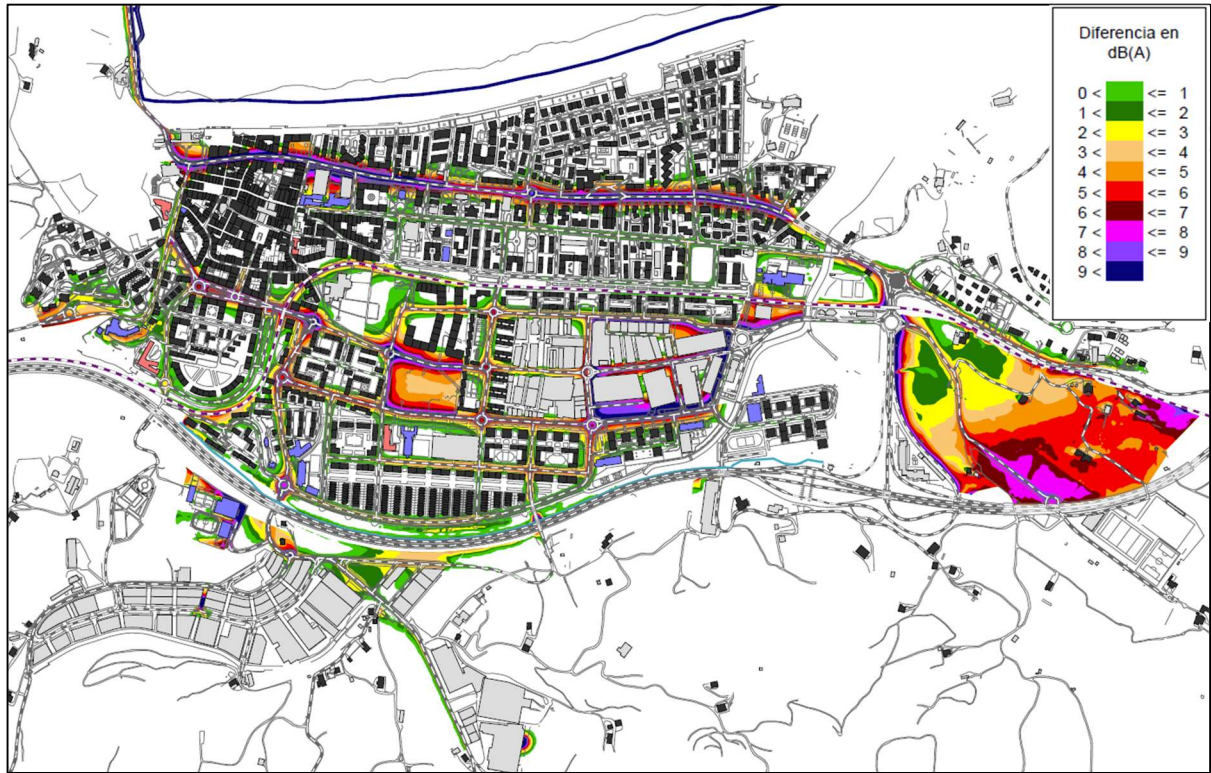 Diferencia en
dB(A)
0 < <= 1
1 < <= 2
2 < <= 3
3 < <= 4
4 < <= 5
5 < <= 6
6 < <= 7
7 < <= 8
8 < <= 9
9 <